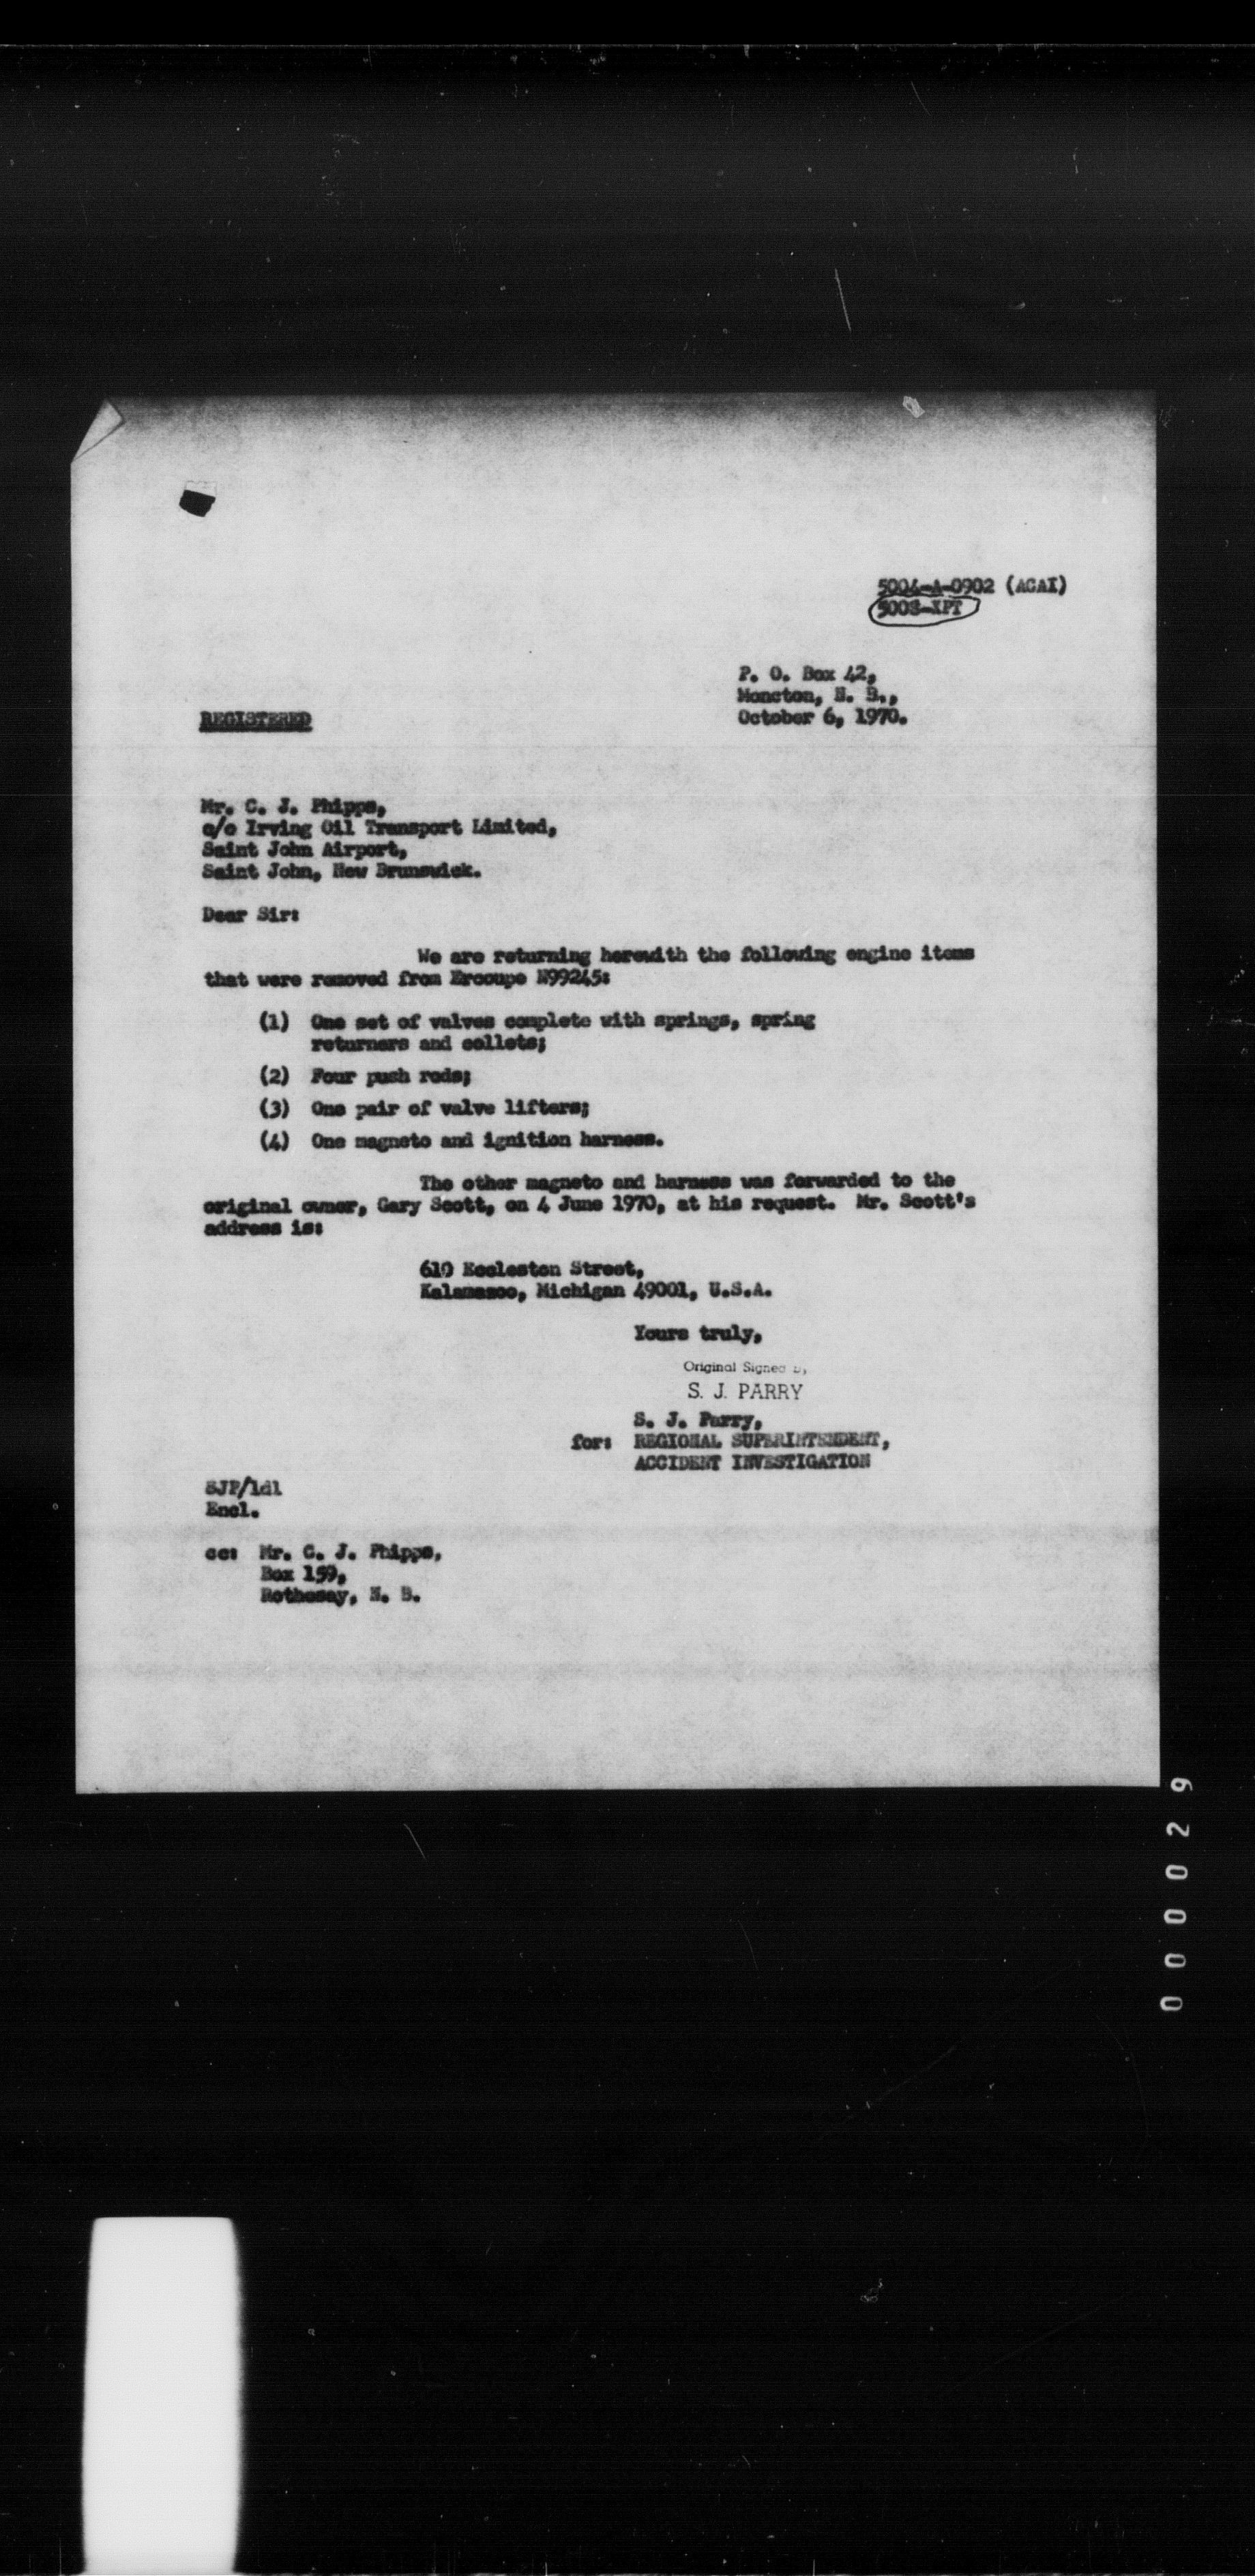 5004-A-0902 (ACAI)
5008-XPT
P. O. Box 42,
Moncton, N. B.,
October 6, 1970.
REGISTERED
Mr. C. J. Phipps,
c/o Irving Oil Transport Limited,
Saint John Airport,
Saint John, New Brunswick.
Dear Sir:
We are returning herewith the following engine items
that were removed from Ercoupe N99245:
(1) One set of valves complete with springs, spring
returners and collets;
(2) Four push rods;
(3) One pair of valve lifters;
(4) One magneto and ignition harness.
The other magneto and harness was forwarded to the
original owner, Gary Scott, on 4 June 1970, at his request. Mr. Scott's
address is:
610 Eccleston Street,
Kalamazoo, Michigan 49001, U.S.A.
Yours truly,
Original Signed
S. J. PARRY
S. J. Parry,
for: REGIONAL SUPERINTENDENT,
ACCIDENT INVESTIGATION
SJP/ldl
Encl.
cc: Mr. C. J. Phipps,
Box 159,
Rothesay, N. B.
000029